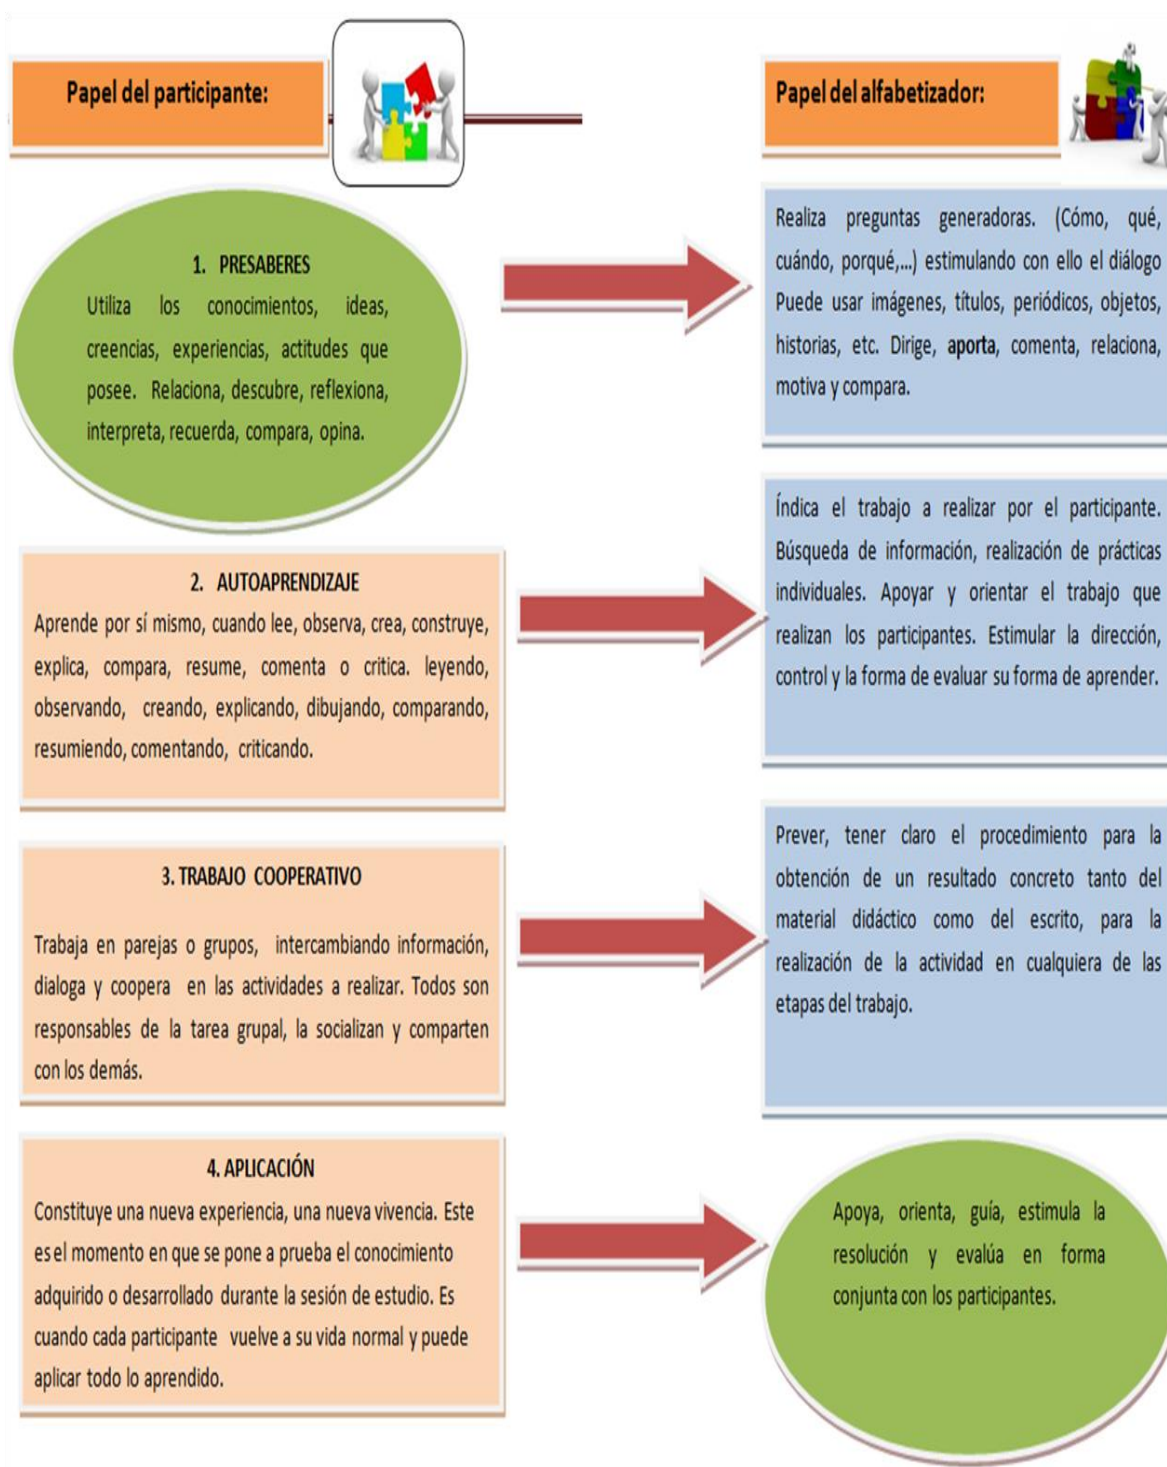 Papel del participante:
Papel del alfabetizador:
1. PRESABERES
Utiliza los conocimientos, ideas,
creencias, experiencias, actitudes que
posee. Relaciona, descubre, reflexiona,
interpreta, recuerda, compara, opina.
Realiza preguntas generadoras. (Cómo, qué,
cuándo, porqué,...) estimulando con ello el diálogo
Puede usar imágenes, títulos, periódicos, objetos,
historias, etc. Dirige, aporta, comenta, relaciona,
motiva y compara.
2. AUTOAPRENDIZAJE
Aprende por sí mismo, cuando lee, observa, crea, construye,
explica, compara, resume, comenta o critica. leyendo,
observando, creando, explicando, dibujando, comparando,
resumiendo, comentando, criticando.
Índica el trabajo a realizar por el participante.
Búsqueda de información, realización de prácticas
individuales. Apoyar y orientar el trabajo que
realizan los participantes. Estimular la dirección,
control y la forma de evaluar su forma de aprender.
3. TRABAJO COOPERATIVO
Trabaja en parejas o grupos, intercambiando información,
dialoga y coopera en las actividades a realizar. Todos son
responsables de la tarea grupal, la socializan y comparten
con los demás.
Prever, tener claro el procedimiento para la
obtención de un resultado concreto tanto del
material didáctico como del escrito, para la
realización de la actividad en cualquiera de las
etapas del trabajo.
4. APLICACIÓN
Constituye una nueva experiencia, una nueva vivencia. Este
es el momento en que se pone a prueba el conocimiento
adquirido o desarrollado durante la sesión de estudio. Es
cuando cada participante vuelve a su vida normal y puede
aplicar todo lo aprendido.
Apoya, orienta, guía, estimula la
resolución y evalúa en forma
conjunta con los participantes.